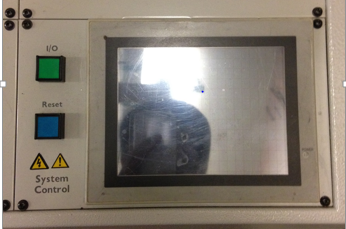 I/O
Reset
System
Control